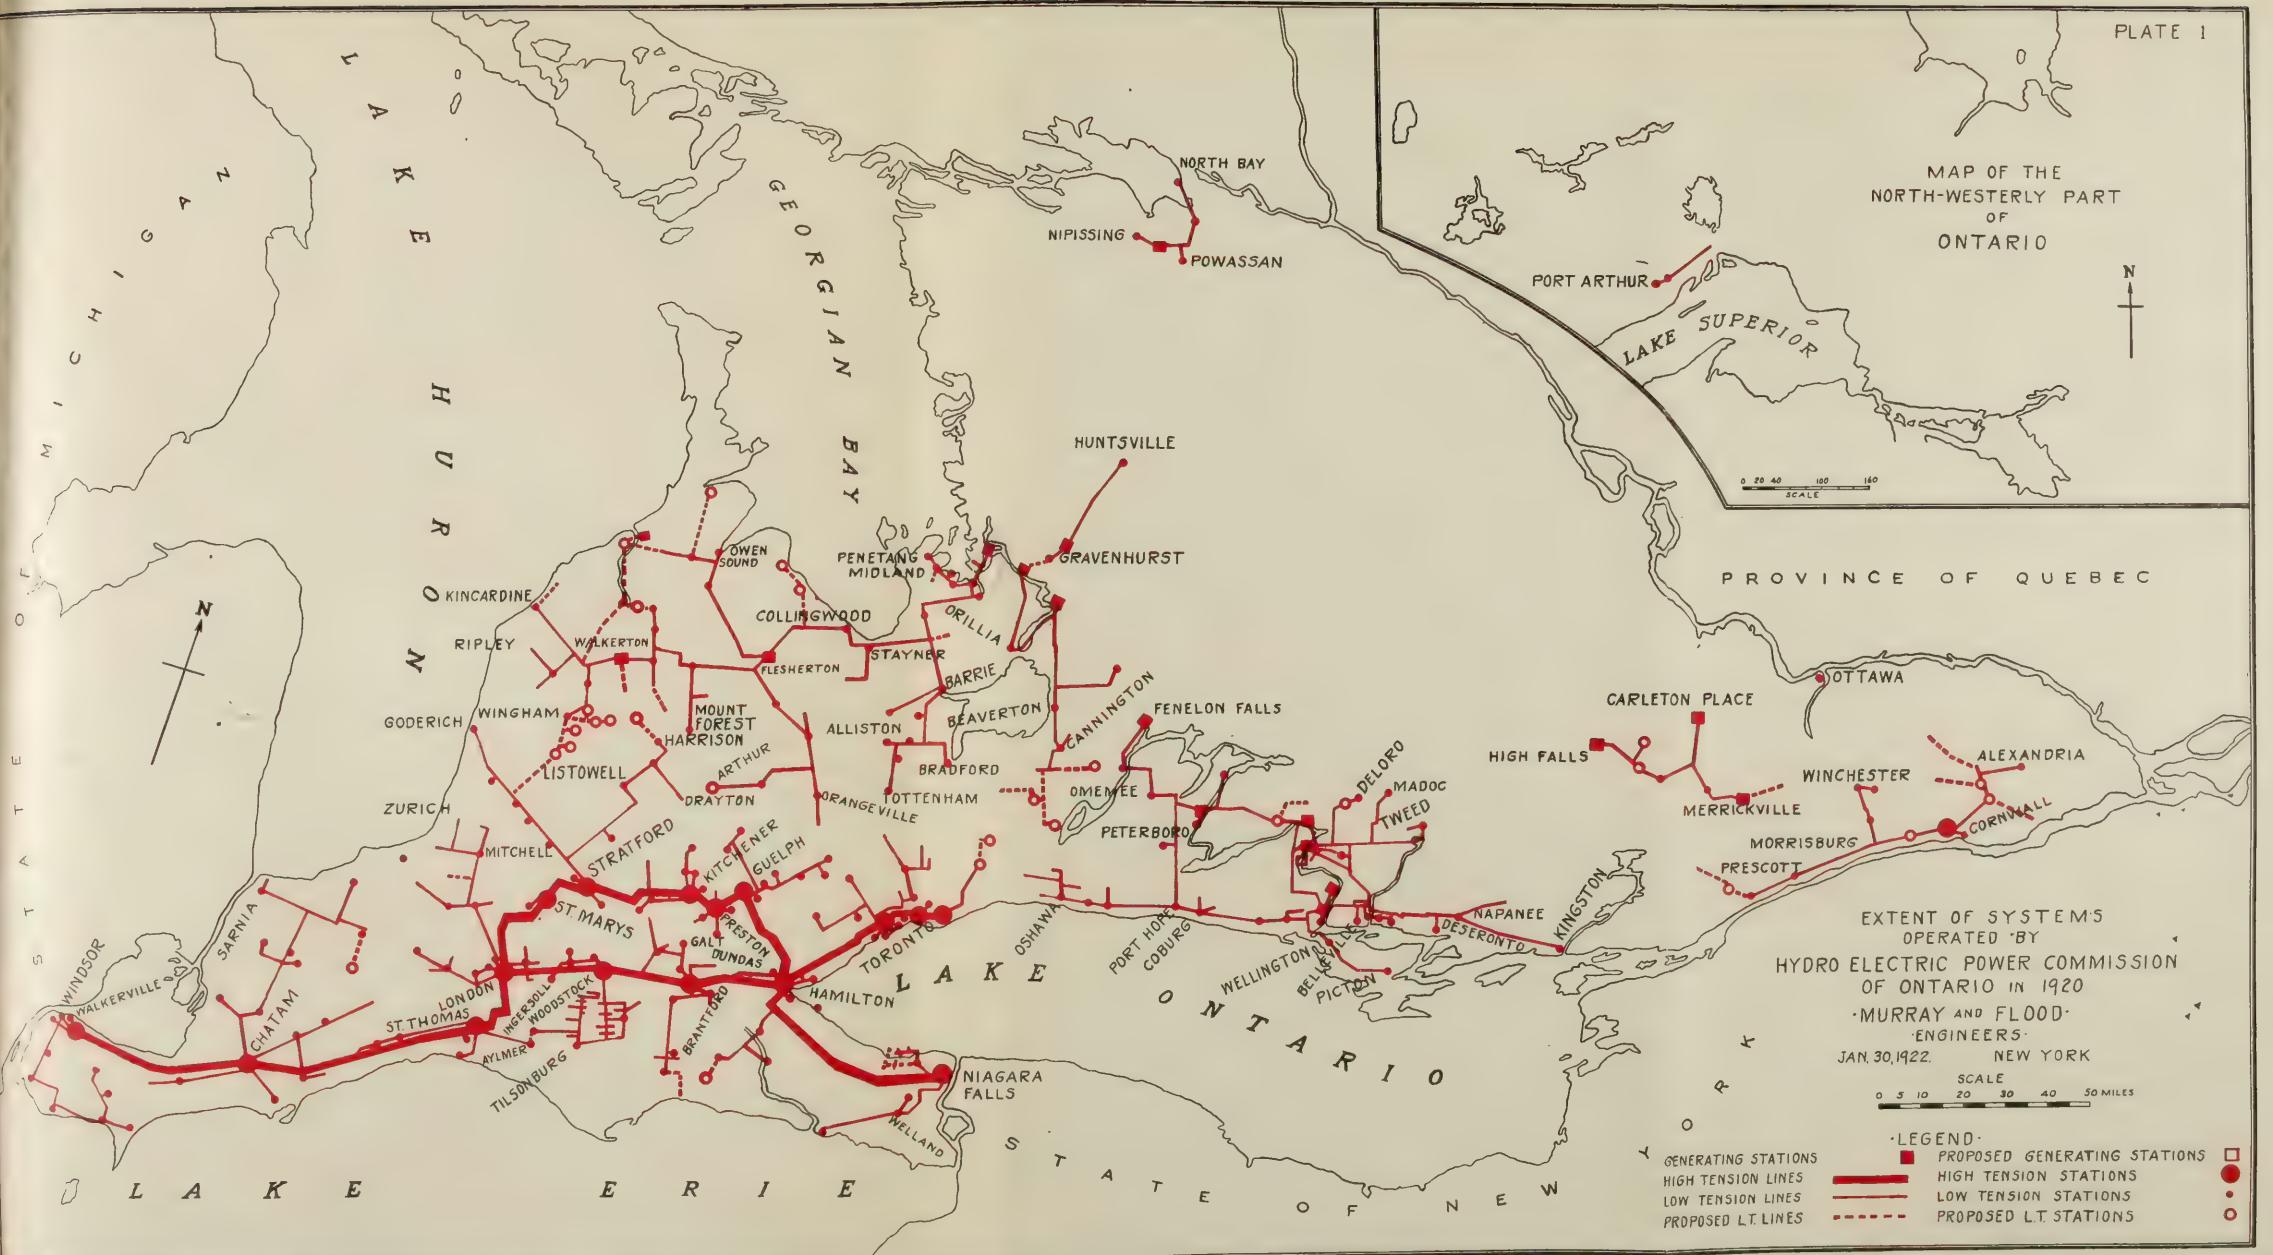 PLATE 1
MAP OF THE
NORTH-WESTERLY PART
OF
ONTARIO
N
PORT ARTHUR
LAKE SUPERIOR
0 20 40 100 160
SCALE
LAKE HURON
GEORGIAN BAY
STATE OF MICHIGAN
N
NORTH BAY
NIPISSING
POWASSAN
HUNTSVILLE
GRAVENHURST
PENETANG
MIDLAND
OWEN
SOUND
KINCARDINE
COLLINGWOOD
ORILLIA
RIPLEY
WALKERTON
STAYNER
FLESHERTON
BARRIE
PROVINCE OF QUEBEC
OTTAWA
CARLETON PLACE
HIGH FALLS
MERRICKVILLE
WINCHESTER
ALEXANDRIA
CORNWALL
MORRISBURG
PRESCOTT
GODERICH
WINGHAM
MOUNT
FOREST
HARRISON
ALLISTON
BEAVERTON
CANNINGTON
FENELON FALLS
LISTOWELL
ARTHUR
DRAYTON
BRADFORD
TOTTENHAM
ORANGEVILLE
OMEMEE
PETERBORO
DELORO
MADOC
TWEED
ZURICH
MITCHELL
STRATFORD
KITCHENER
GUELPH
ST. MARYS
PRESTON
GALT
DUNDAS
TORONTO
OSHAWA
PORT HOPE
COBURG
WELLINGTON
BELLEVILLE
PICTON
DESERONTO
NAPANEE
KINGSTON
SARNIA
WINDSOR
WALKERVILLE
CHATAM
LONDON
ST. THOMAS
INGERSOLL
WOODSTOCK
AYLMER
TILSONBURG
BRANTFORD
HAMILTON
NIAGARA
FALLS
WELLAND
LAKE ONTARIO
LAKE ERIE
STATE OF NEW YORK
EXTENT OF SYSTEMS
OPERATED BY
HYDRO ELECTRIC POWER COMMISSION
OF ONTARIO IN 1920
·MURRAY AND FLOOD·
·ENGINEERS·
JAN. 30, 1922. NEW YORK
SCALE
0 5 10 20 30 40 50 MILES
·LEGEND·
GENERATING STATIONS
PROPOSED GENERATING STATIONS
HIGH TENSION LINES
HIGH TENSION STATIONS
LOW TENSION LINES
LOW TENSION STATIONS
PROPOSED L.T. LINES
PROPOSED L.T. STATIONS